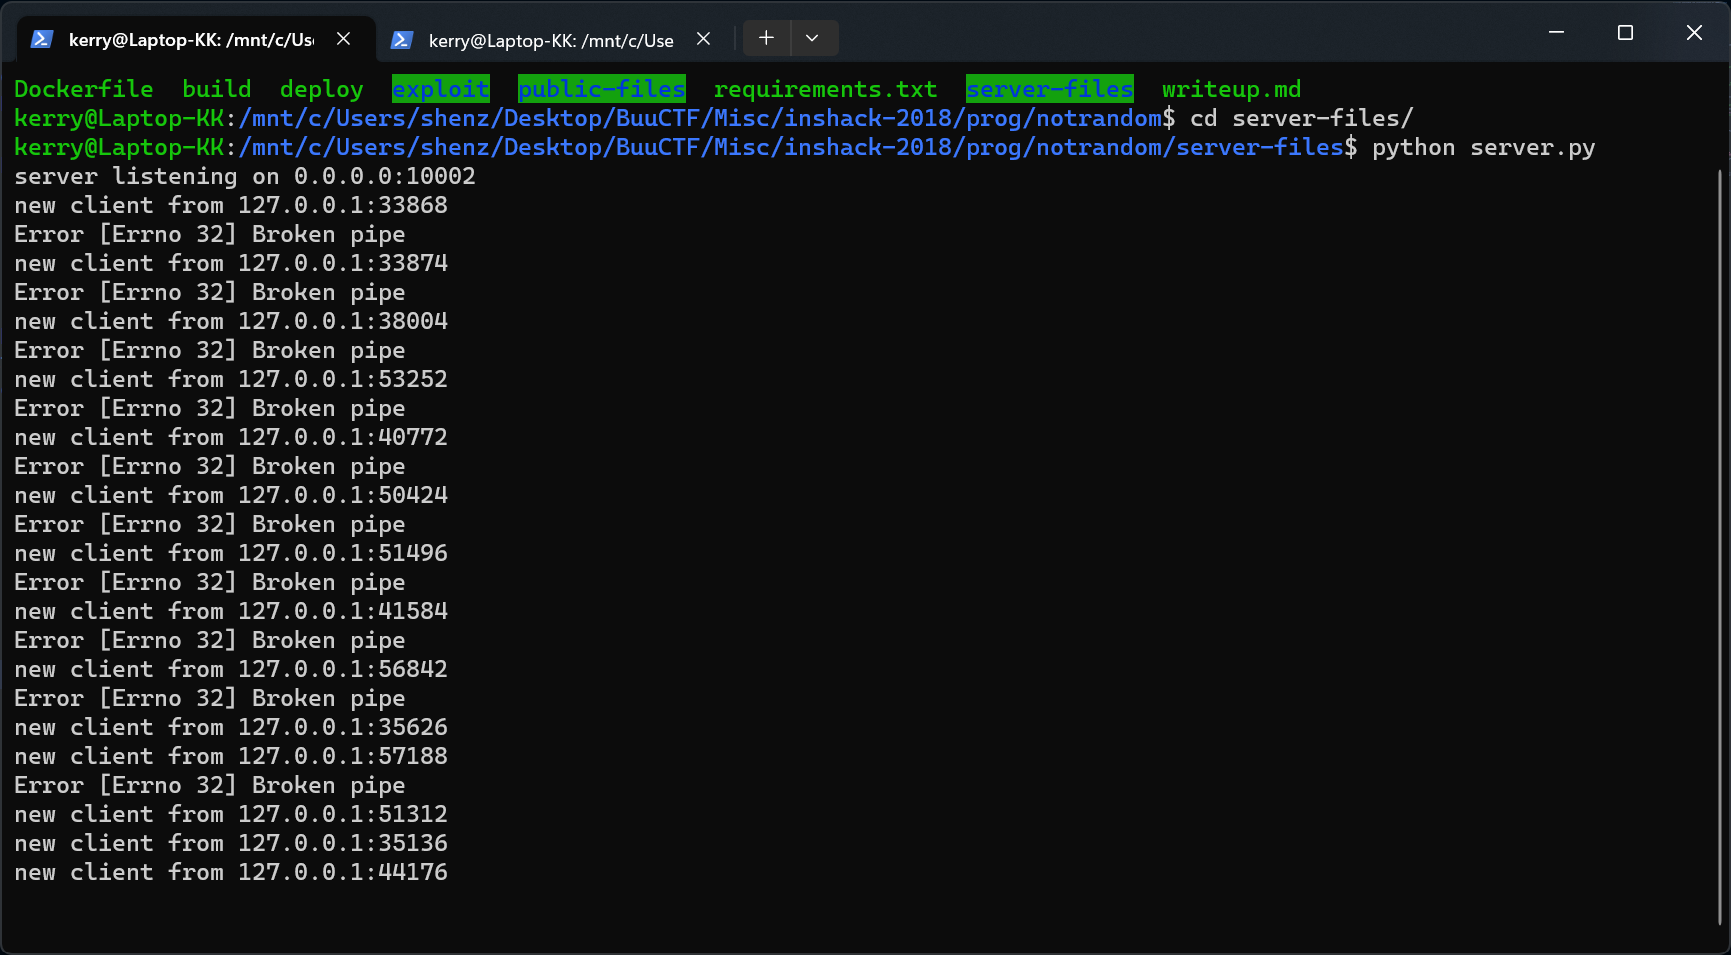 kerry@Laptop-KK: /mnt/c/Us kerry@Laptop-KK: /mnt/c/Use
Dockerfile build deploy exploit public-files requirements.txt server-files writeup.md
kerry@Laptop-KK:/mnt/c/Users/shenz/Desktop/BuuCTF/Misc/inshack-2018/prog/notrandom$ cd server-files/
kerry@Laptop-KK:/mnt/c/Users/shenz/Desktop/BuuCTF/Misc/inshack-2018/prog/notrandom/server-files$ python server.py
server listening on 0.0.0.0:10002
new client from 127.0.0.1:33868
Error [Errno 32] Broken pipe
new client from 127.0.0.1:33874
Error [Errno 32] Broken pipe
new client from 127.0.0.1:38004
Error [Errno 32] Broken pipe
new client from 127.0.0.1:53252
Error [Errno 32] Broken pipe
new client from 127.0.0.1:40772
Error [Errno 32] Broken pipe
new client from 127.0.0.1:50424
Error [Errno 32] Broken pipe
new client from 127.0.0.1:51496
Error [Errno 32] Broken pipe
new client from 127.0.0.1:41584
Error [Errno 32] Broken pipe
new client from 127.0.0.1:56842
Error [Errno 32] Broken pipe
new client from 127.0.0.1:35626
new client from 127.0.0.1:57188
Error [Errno 32] Broken pipe
new client from 127.0.0.1:51312
new client from 127.0.0.1:35136
new client from 127.0.0.1:44176